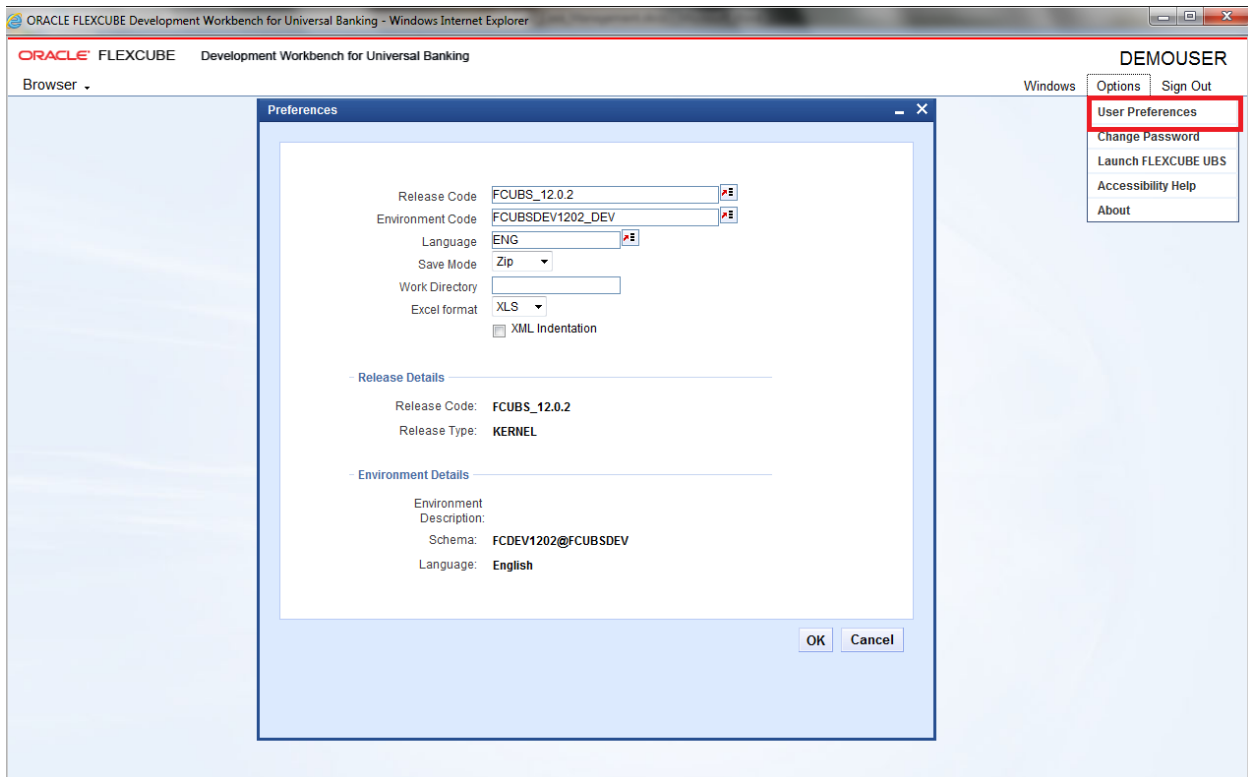 ORACLE FLEXCUBE Development Workbench for Universal Banking - Windows Internet Explorer
ORACLE FLEXCUBE Development Workbench for Universal Banking
DEMOUSER
Browser
Windows Options Sign Out
User Preferences
Change Password
Launch FLEXCUBE UBS
Accessibility Help
About
Preferences
Release Code FCUBS_12.0.2
Environment Code FCUBSDEV1202_DEV
Language ENG
Save Mode Zip
Work Directory
Excel format XLS
XML Indentation
Release Details
Release Code: FCUBS_12.0.2
Release Type: KERNEL
Environment Details
Environment
Description:
Schema: FCDEV1202@FCUBSDEV
Language: English
OK Cancel